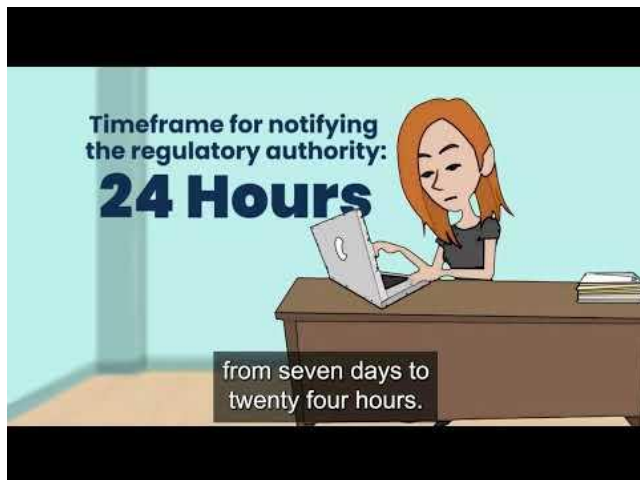 Timeframe for notifying
the regulatory authority:
24 Hours
from seven days to
twenty four hours.